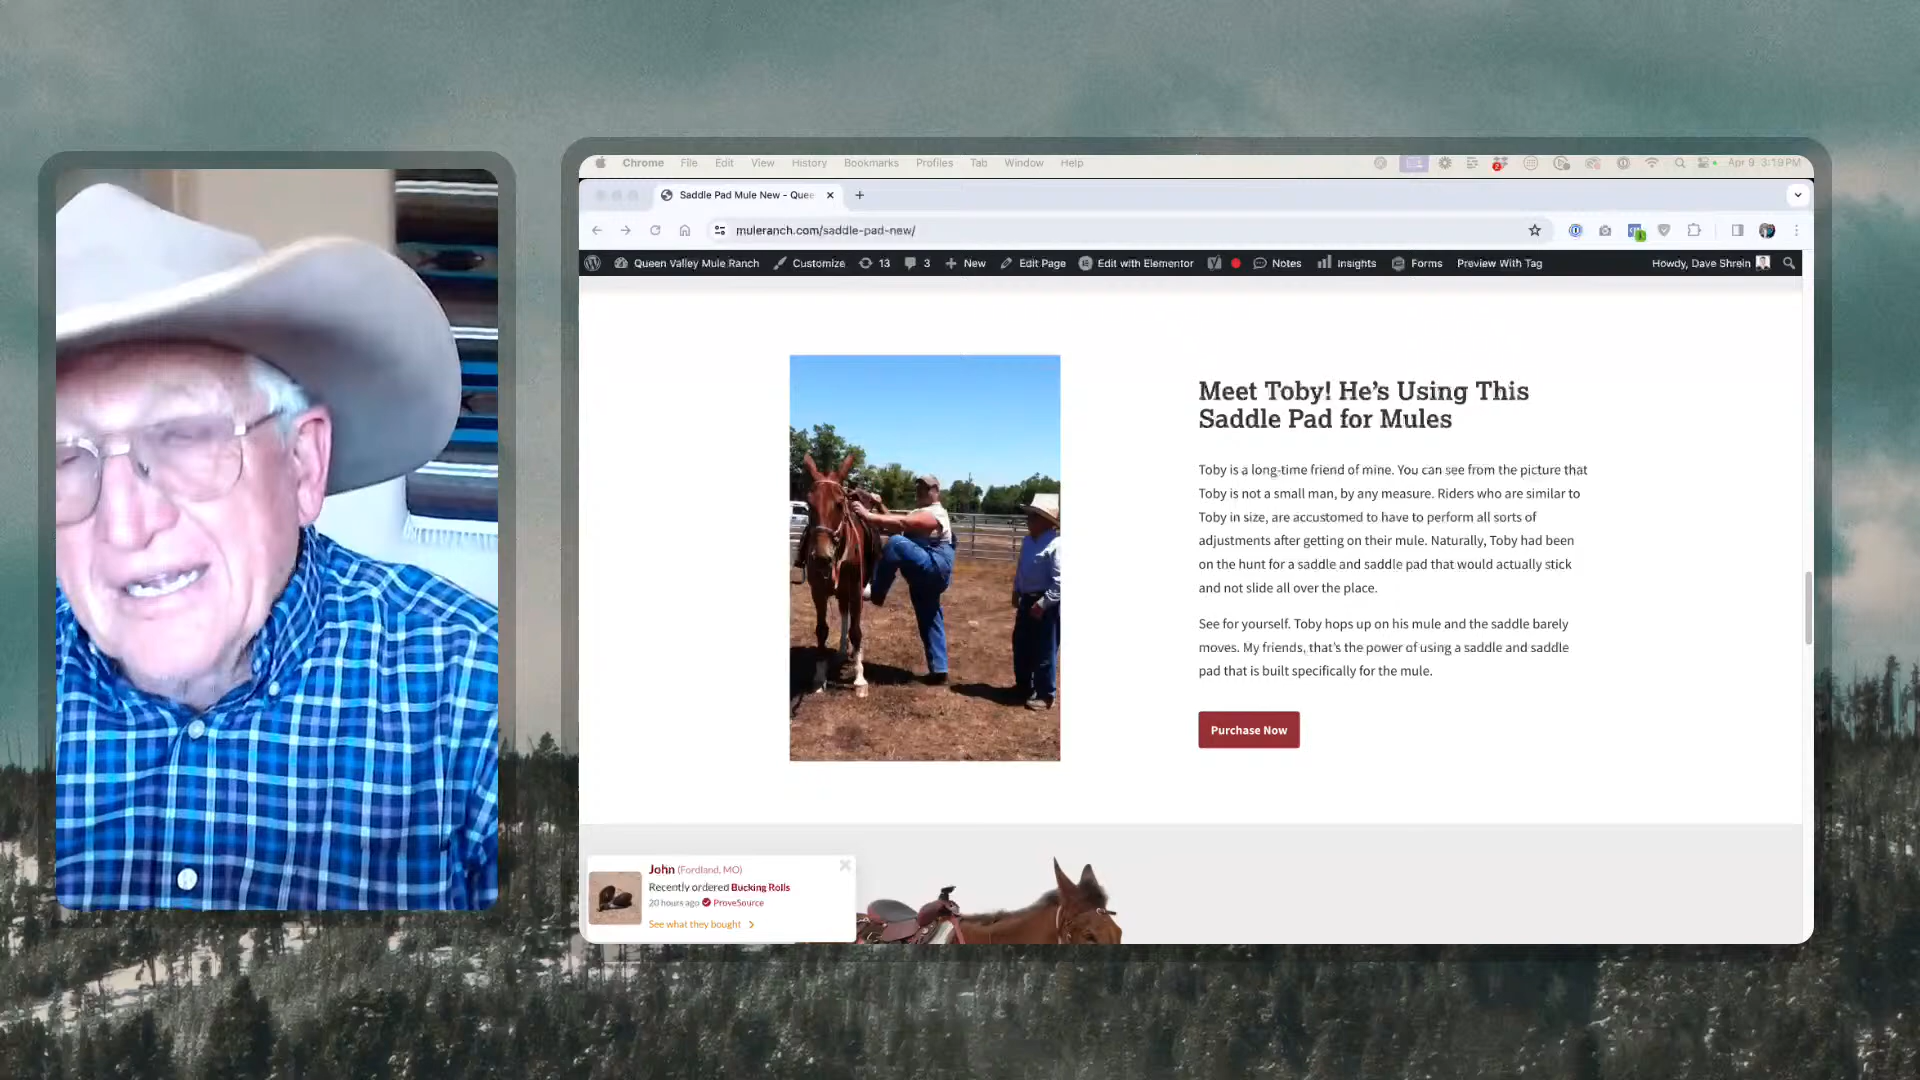 Chrome File Edit View History Bookmarks Profiles Tab Window Help
Apr 9 3:19PM
Saddle Pad Mule New - Quee
muleranch.com/saddle-pad-new/
Queen Valley Mule Ranch Customize 13 3 New Edit Page Edit with Elementor Notes Insights Forms Preview With Tag Howdy, Dave Shrein
Meet Toby! He's Using This
Saddle Pad for Mules
Toby is a long-time friend of mine. You can see from the picture that
Toby is not a small man, by any measure. Riders who are similar to
Toby in size, are accustomed to have to perform all sorts of
adjustments after getting on their mule. Naturally, Toby had been
on the hunt for a saddle and saddle pad that would actually stick
and not slide all over the place.
See for yourself. Toby hops up on his mule and the saddle barely
moves. My friends, that's the power of using a saddle and saddle
pad that is built specifically for the mule.
Purchase Now
John (Fordland, MO)
Recently ordered Bucking Rolls
20 hours ago ProveSource
See what they bought